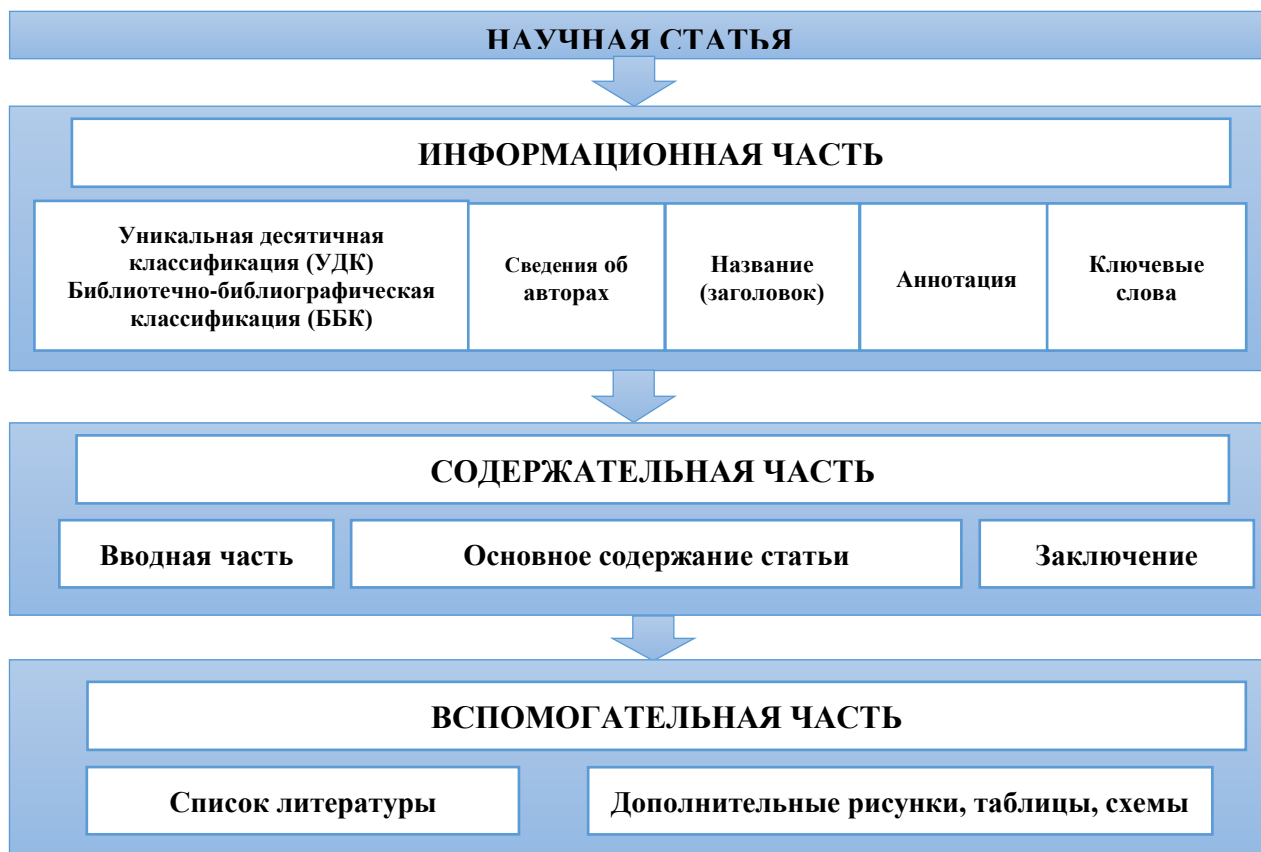 НАУЧНАЯ СТАТЬЯ
ИНФОРМАЦИОННАЯ ЧАСТЬ
Уникальная десятичная
классификация (УДК)
Библиотечно-библиографическая
классификация (ББК)
Сведения об
авторах
Название
(заголовок)
Аннотация
Ключевые
слова
СОДЕРЖАТЕЛЬНАЯ ЧАСТЬ
Вводная часть
Основное содержание статьи
Заключение
ВСПОМОГАТЕЛЬНАЯ ЧАСТЬ
Список литературы
Дополнительные рисунки, таблицы, схемы